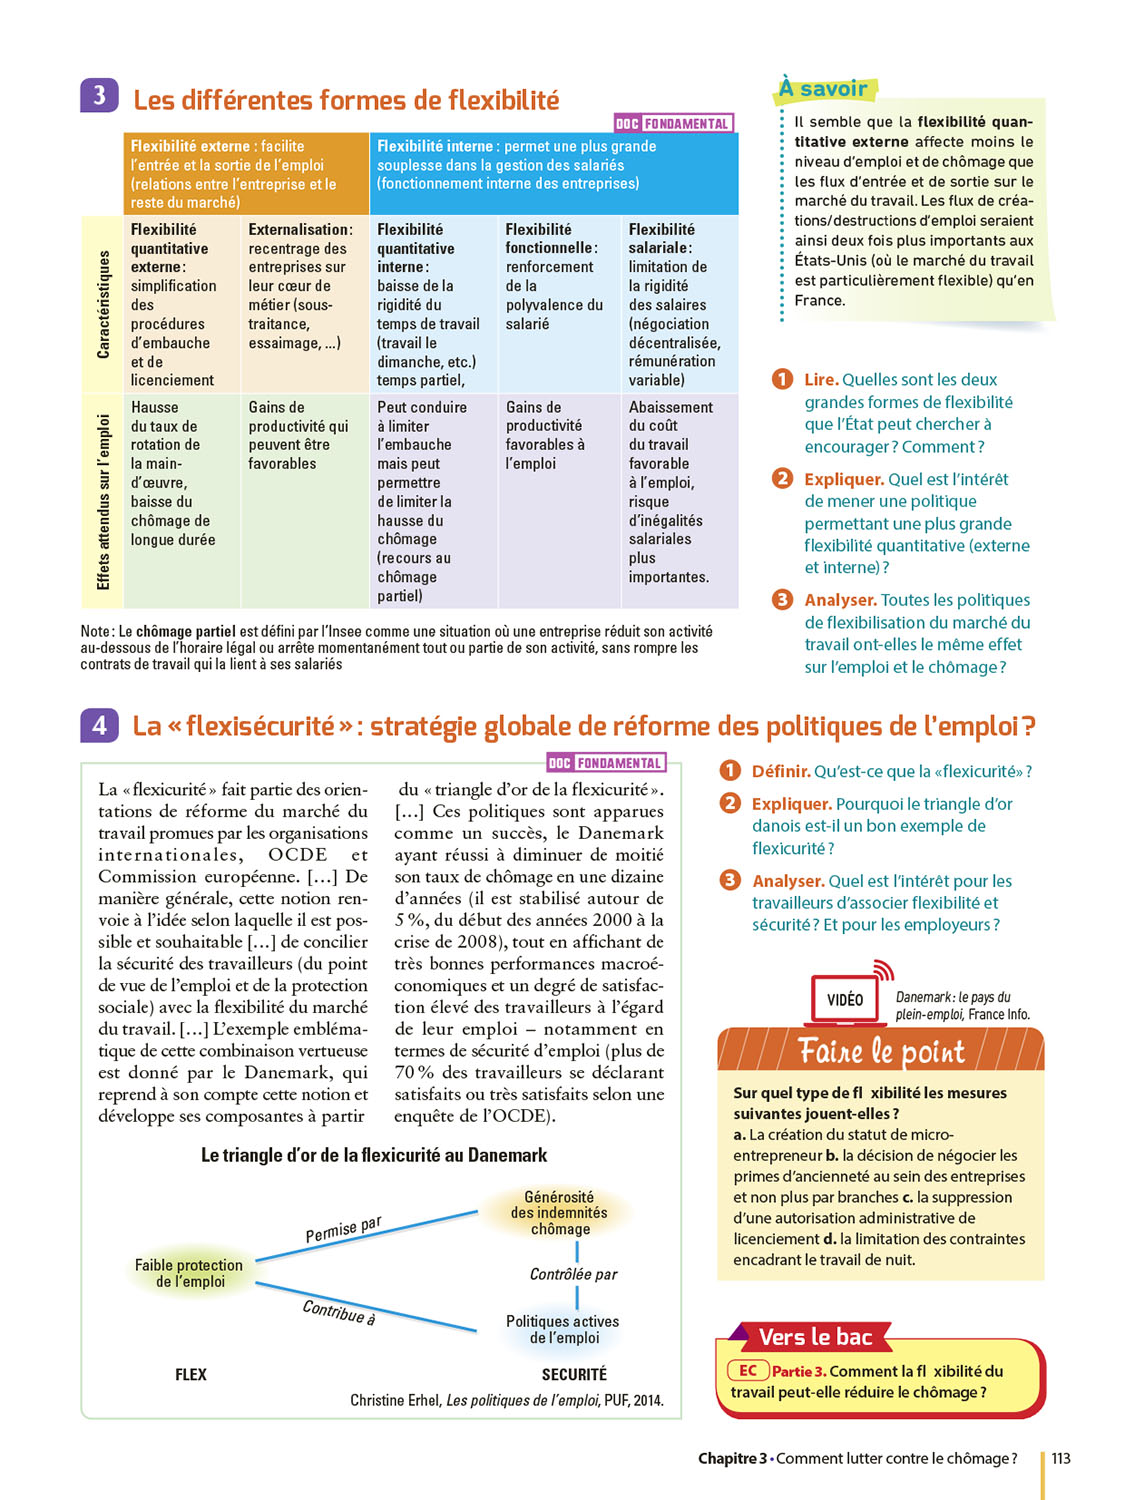 3 Les différentes formes de flexibilité
DOC FONDAMENTAL
Flexibilité externe : facilite
l'entrée et la sortie de l'emploi
(relations entre l'entreprise et le
reste du marché)
Flexibilité interne : permet une plus grande
souplesse dans la gestion des salariés
(fonctionnement interne des entreprises)
Caractéristiques
Flexibilité
quantitative
externe :
simplification
des
procédures
d'embauche
et de
licenciement
Externalisation :
recentrage des
entreprises sur
leur cœur de
métier (sous-
traitance,
essaimage, ...)
Flexibilité
quantitative
interne :
baisse de la
rigidité du
temps de travail
(travail le
dimanche, etc.)
temps partiel,
Flexibilité
fonctionnelle :
renforcement
de la
polyvalence du
salarié
Flexibilité
salariale :
limitation de
la rigidité
des salaires
(négociation
décentralisée,
rémunération
variable)
Effets attendus sur l'emploi
Hausse
du taux de
rotation de
la main-
d'œuvre,
baisse du
chômage de
longue durée
Gains de
productivité qui
peuvent être
favorables
Peut conduire
à limiter
l'embauche
mais peut
permettre
de limiter la
hausse du
chômage
(recours au
chômage
partiel)
Gains de
productivité
favorables à
l'emploi
Abaissement
du coût
du travail
favorable
à l'emploi,
risque
d'inégalités
salariales
plus
importantes.
Note : Le chômage partiel est défini par l'Insee comme une situation où une entreprise réduit son activité
au-dessous de l'horaire légal ou arrête momentanément tout ou partie de son activité, sans rompre les
contrats de travail qui la lient à ses salariés
À savoir
Il semble que la flexibilité quan-
titative externe affecte moins le
niveau d'emploi et de chômage que
les flux d'entrée et de sortie sur le
marché du travail. Les flux de créa-
tions/destructions d'emploi seraient
ainsi deux fois plus importants aux
États-Unis (où le marché du travail
est particulièrement flexible) qu'en
France.
1 Lire. Quelles sont les deux
grandes formes de flexibilité
que l'État peut chercher à
encourager ? Comment ?
2 Expliquer. Quel est l'intérêt
de mener une politique
permettant une plus grande
flexibilité quantitative (externe
et interne) ?
3 Analyser. Toutes les politiques
de flexibilisation du marché du
travail ont-elles le même effet
sur l'emploi et le chômage ?
4 La « flexisécurité » : stratégie globale de réforme des politiques de l'emploi ?
DOC FONDAMENTAL
La « flexicurité » fait partie des orien-
tations de réforme du marché du
travail promues par les organisations
internationales, OCDE et
Commission européenne. […] De
manière générale, cette notion ren-
voie à l'idée selon laquelle il est pos-
sible et souhaitable […] de concilier
la sécurité des travailleurs (du point
de vue de l'emploi et de la protection
sociale) avec la flexibilité du marché
du travail. […] L'exemple embléma-
tique de cette combinaison vertueuse
est donné par le Danemark, qui
reprend à son compte cette notion et
développe ses composantes à partir
du « triangle d'or de la flexicurité ».
[…] Ces politiques sont apparues
comme un succès, le Danemark
ayant réussi à diminuer de moitié
son taux de chômage en une dizaine
d'années (il est stabilisé autour de
5 %, du début des années 2000 à la
crise de 2008), tout en affichant de
très bonnes performances macroé-
conomiques et un degré de satisfac-
tion élevé des travailleurs à l'égard
de leur emploi – notamment en
termes de sécurité d'emploi (plus de
70 % des travailleurs se déclarant
satisfaits ou très satisfaits selon une
enquête de l'OCDE).
Le triangle d'or de la flexicurité au Danemark
Générosité
des indemnités
chômage
Permise par
Faible protection
de l'emploi
Contrôlée par
Contribue à
Politiques actives
de l'emploi
FLEX
SECURITÉ
Christine Erhel, Les politiques de l'emploi, PUF, 2014.
1 Définir. Qu'est-ce que la « flexicurité » ?
2 Expliquer. Pourquoi le triangle d'or
danois est-il un bon exemple de
flexicurité ?
3 Analyser. Quel est l'intérêt pour les
travailleurs d'associer flexibilité et
sécurité ? Et pour les employeurs ?
VIDÉO
Danemark : le pays du
plein-emploi, France Info.
Faire le point
Sur quel type de fl xibilité les mesures
suivantes jouent-elles ?
a. La création du statut de micro-
entrepreneur b. la décision de négocier les
primes d'ancienneté au sein des entreprises
et non plus par branches c. la suppression
d'une autorisation administrative de
licenciement d. la limitation des contraintes
encadrant le travail de nuit.
Vers le bac
EC Partie 3. Comment la fl xibilité du
travail peut-elle réduire le chômage ?
Chapitre 3 • Comment lutter contre le chômage ? 113